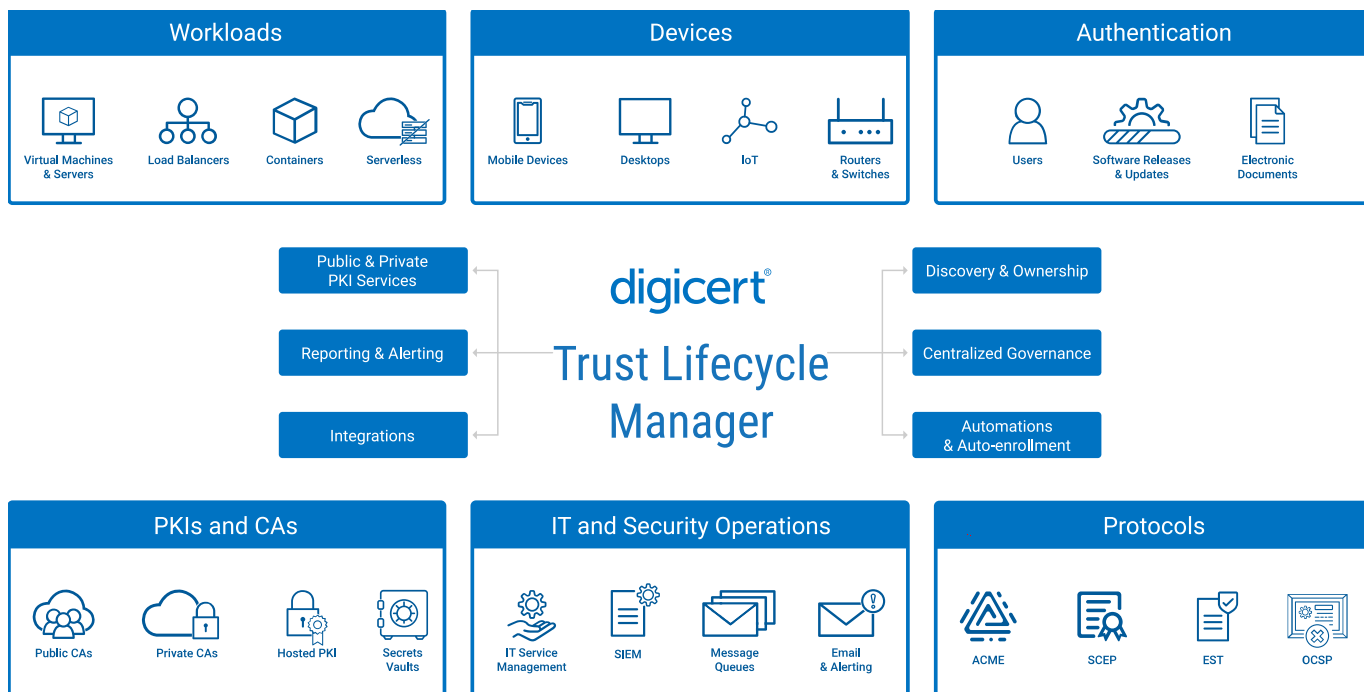 Workloads
Virtual Machines
& Servers
Load Balancers
Containers
Serverless
Devices
Mobile Devices
Desktops
IoT
Routers
& Switches
Authentication
Users
Software Releases
& Updates
Electronic
Documents
Public & Private
PKI Services
Reporting & Alerting
Integrations
digicert®
Trust Lifecycle
Manager
Discovery & Ownership
Centralized Governance
Automations
& Auto-enrollment
PKIs and CAs
Public CAs
Private CAs
Hosted PKI
Secrets
Vaults
IT and Security Operations
IT Service
Management
SIEM
Message
Queues
Email
& Alerting
Protocols
ACME
SCEP
EST
OCSP